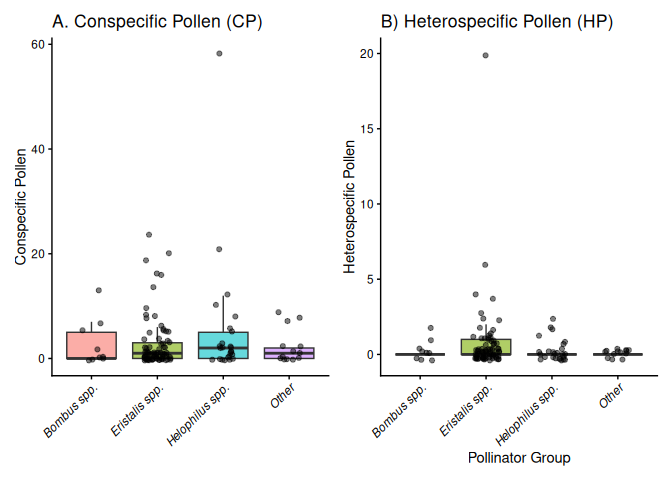 A. Conspecific Pollen (CP)
Conspecific Pollen
60
40
20
0
Bombus spp.
Eristalis spp.
Helophilus spp.
Other
B) Heterospecific Pollen (HP)
Heterospecific Pollen
20
15
10
5
0
Bombus spp.
Eristalis spp.
Helophilus spp.
Other
Pollinator Group